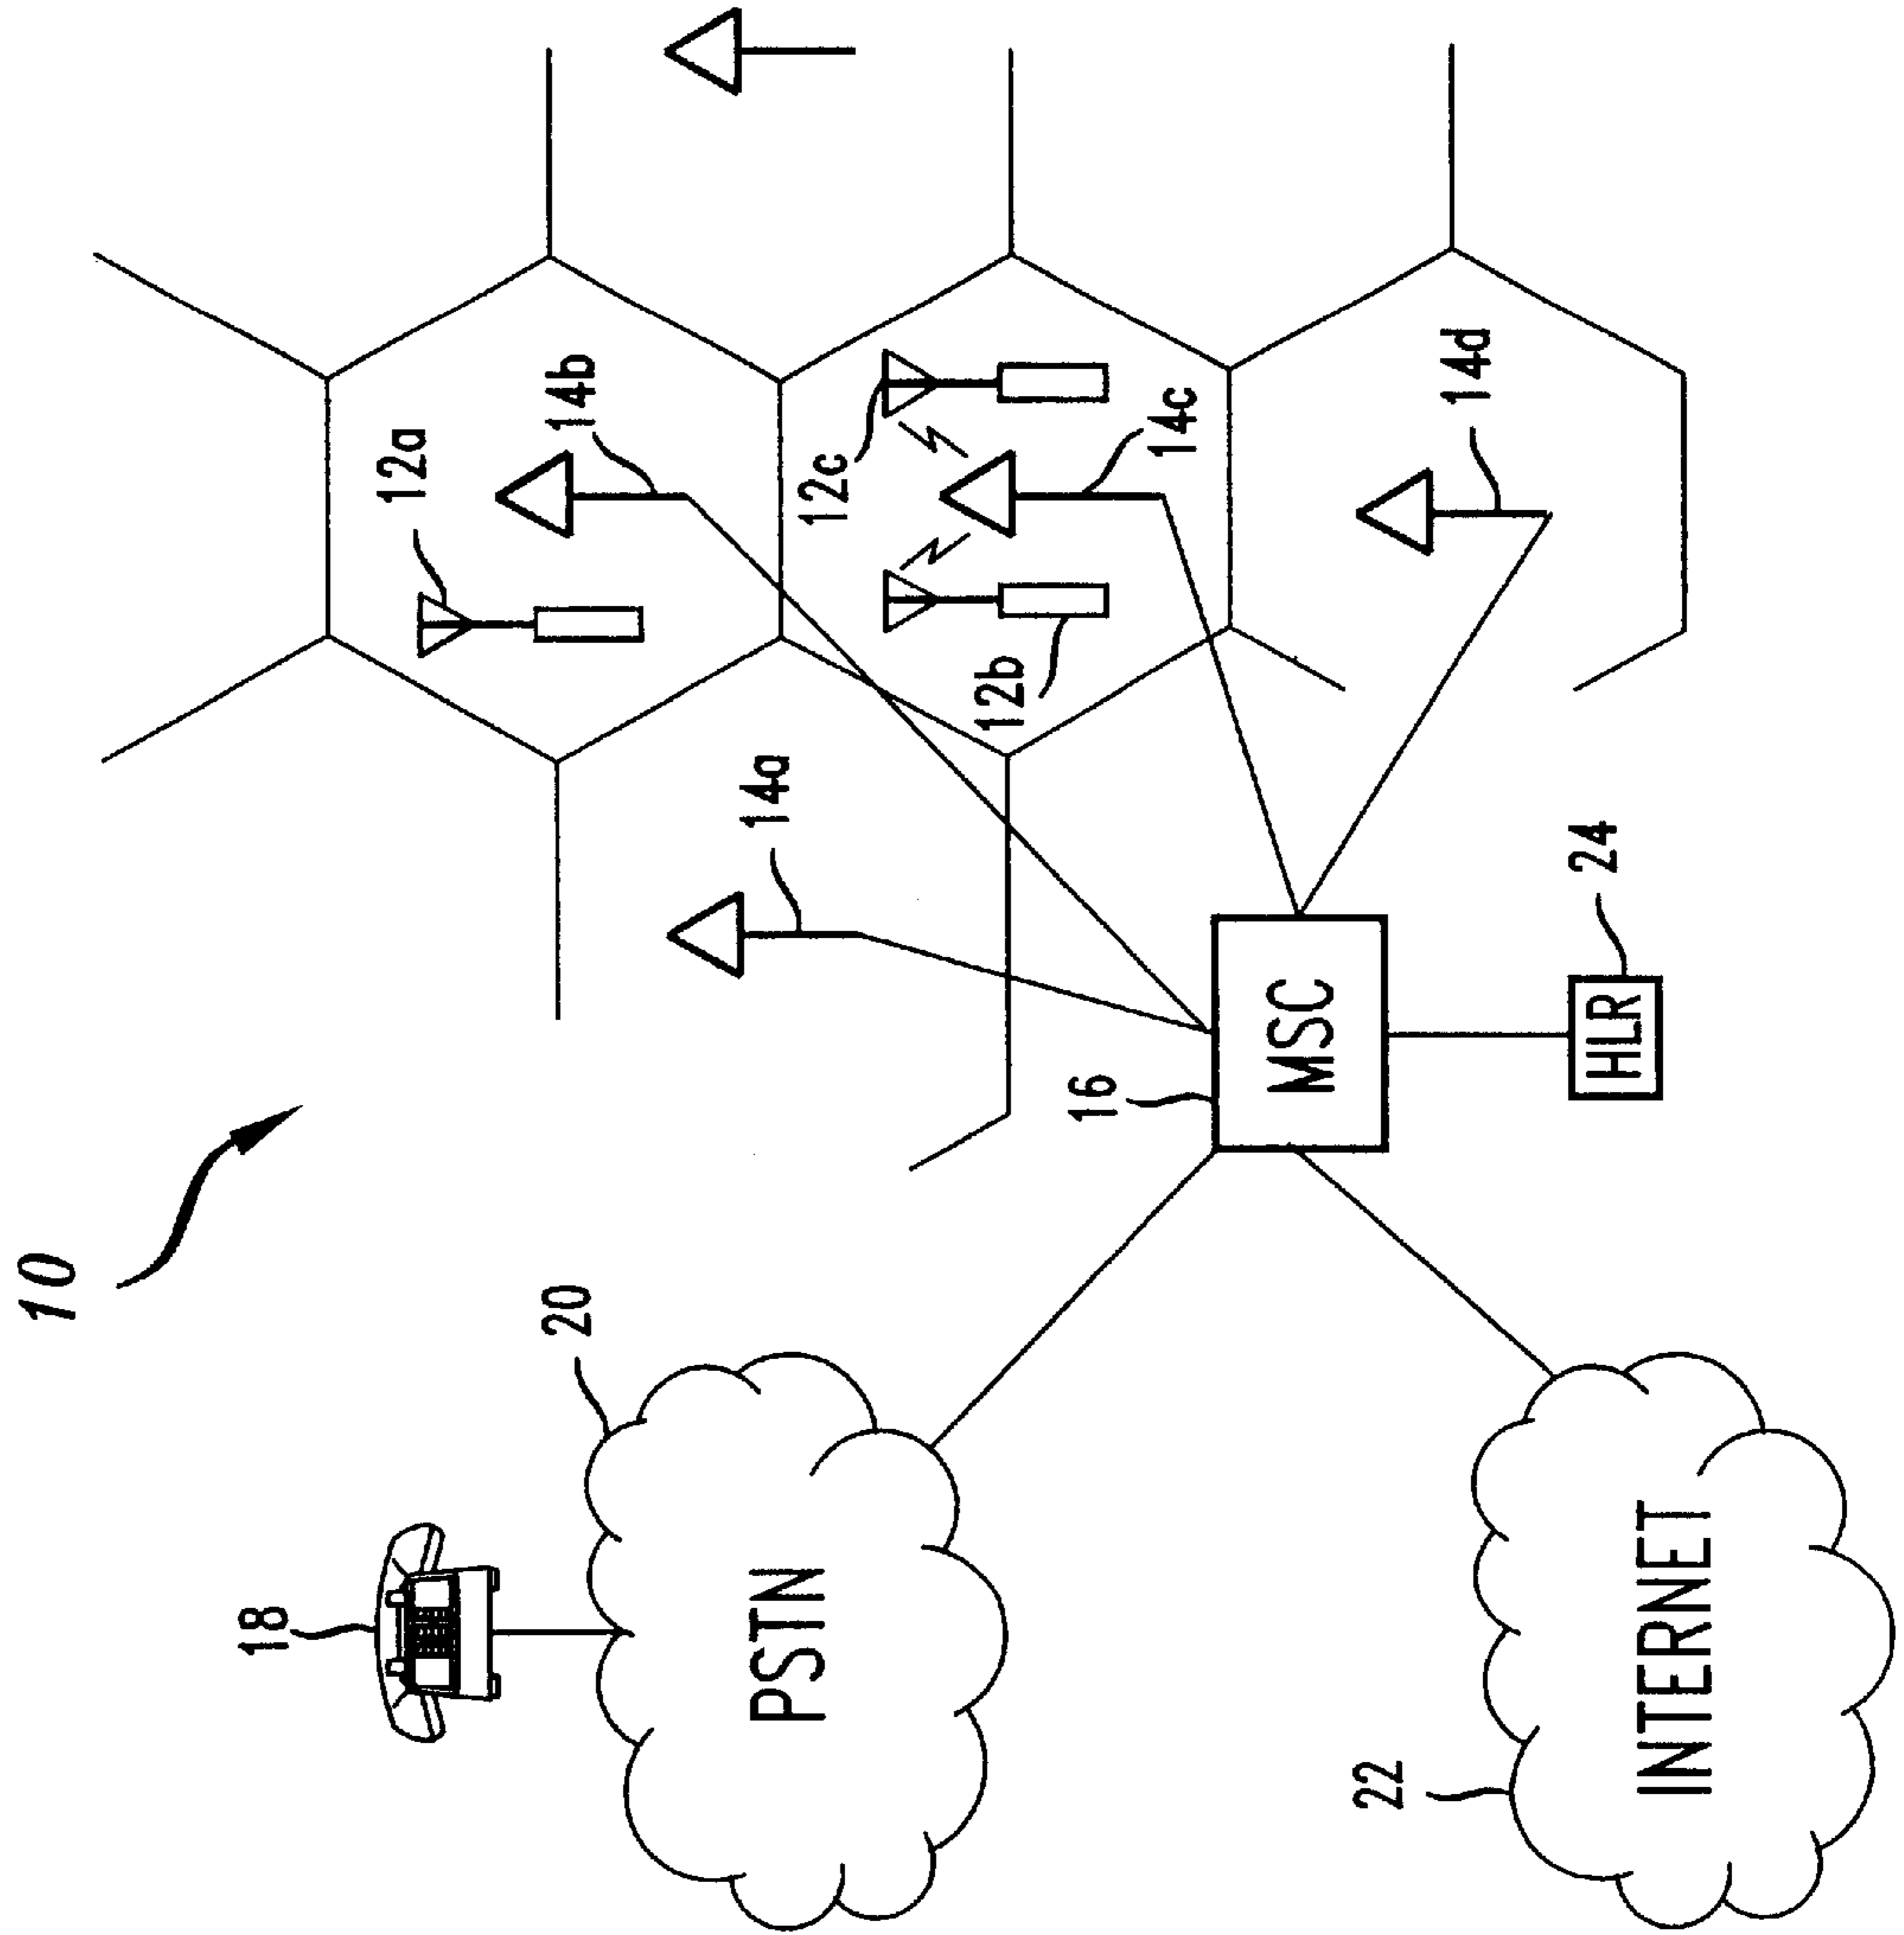 10
18
20
PSTN
22
INTERNET
16
MSC
24
HLR
14a
12a
14b
12c
12b
14c
14d